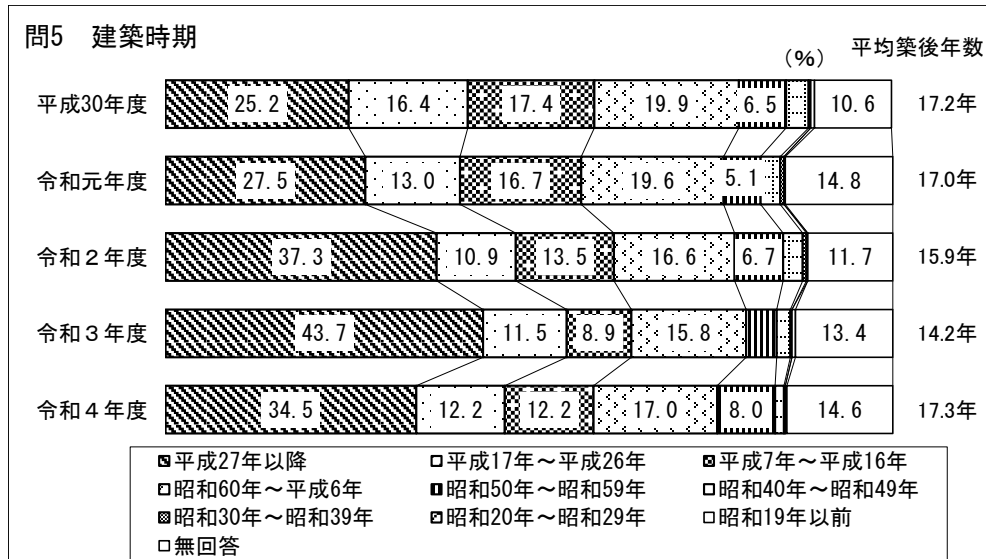 問5　建築時期
（%）　平均築後年数
平成30年度　25.2　16.4　17.4　19.9　6.5　10.6　17.2年
令和元年度　27.5　13.0　16.7　19.6　5.1　14.8　17.0年
令和２年度　37.3　10.9　13.5　16.6　6.7　11.7　15.9年
令和３年度　43.7　11.5　8.9　15.8　13.4　14.2年
令和４年度　34.5　12.2　12.2　17.0　8.0　14.6　17.3年
平成27年以降　平成17年～平成26年　平成7年～平成16年
昭和60年～平成6年　昭和50年～昭和59年　昭和40年～昭和49年
昭和30年～昭和39年　昭和20年～昭和29年　昭和19年以前
無回答